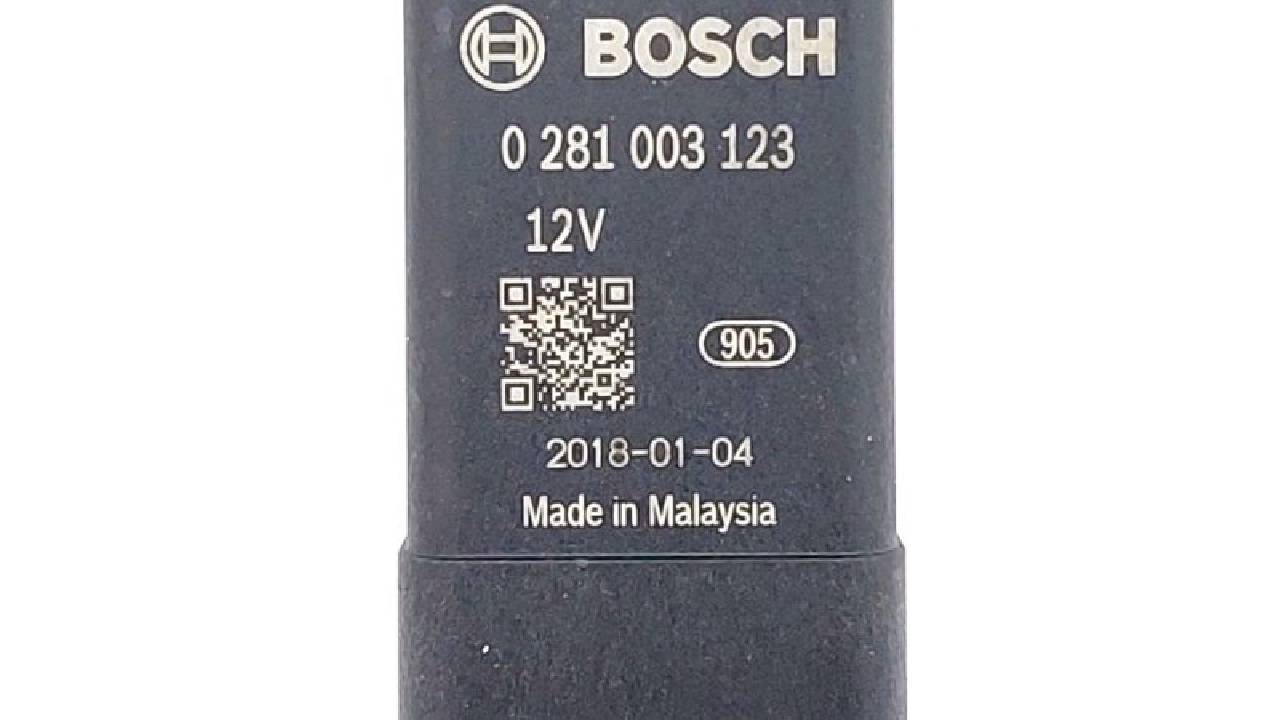 BOSCH
0 281 003 123
12V
905
2018-01-04
Made in Malaysia